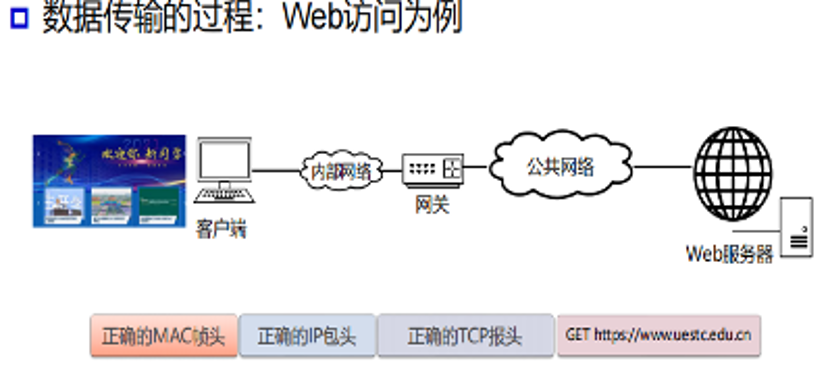 数据传输的过程：Web访问为例
欢迎你 新同学
内部网络
公共网络
网关
客户端
Web服务器
正确的MAC帧头
正确的IP包头
正确的TCP报头
GET https://www.uestc.edu.cn